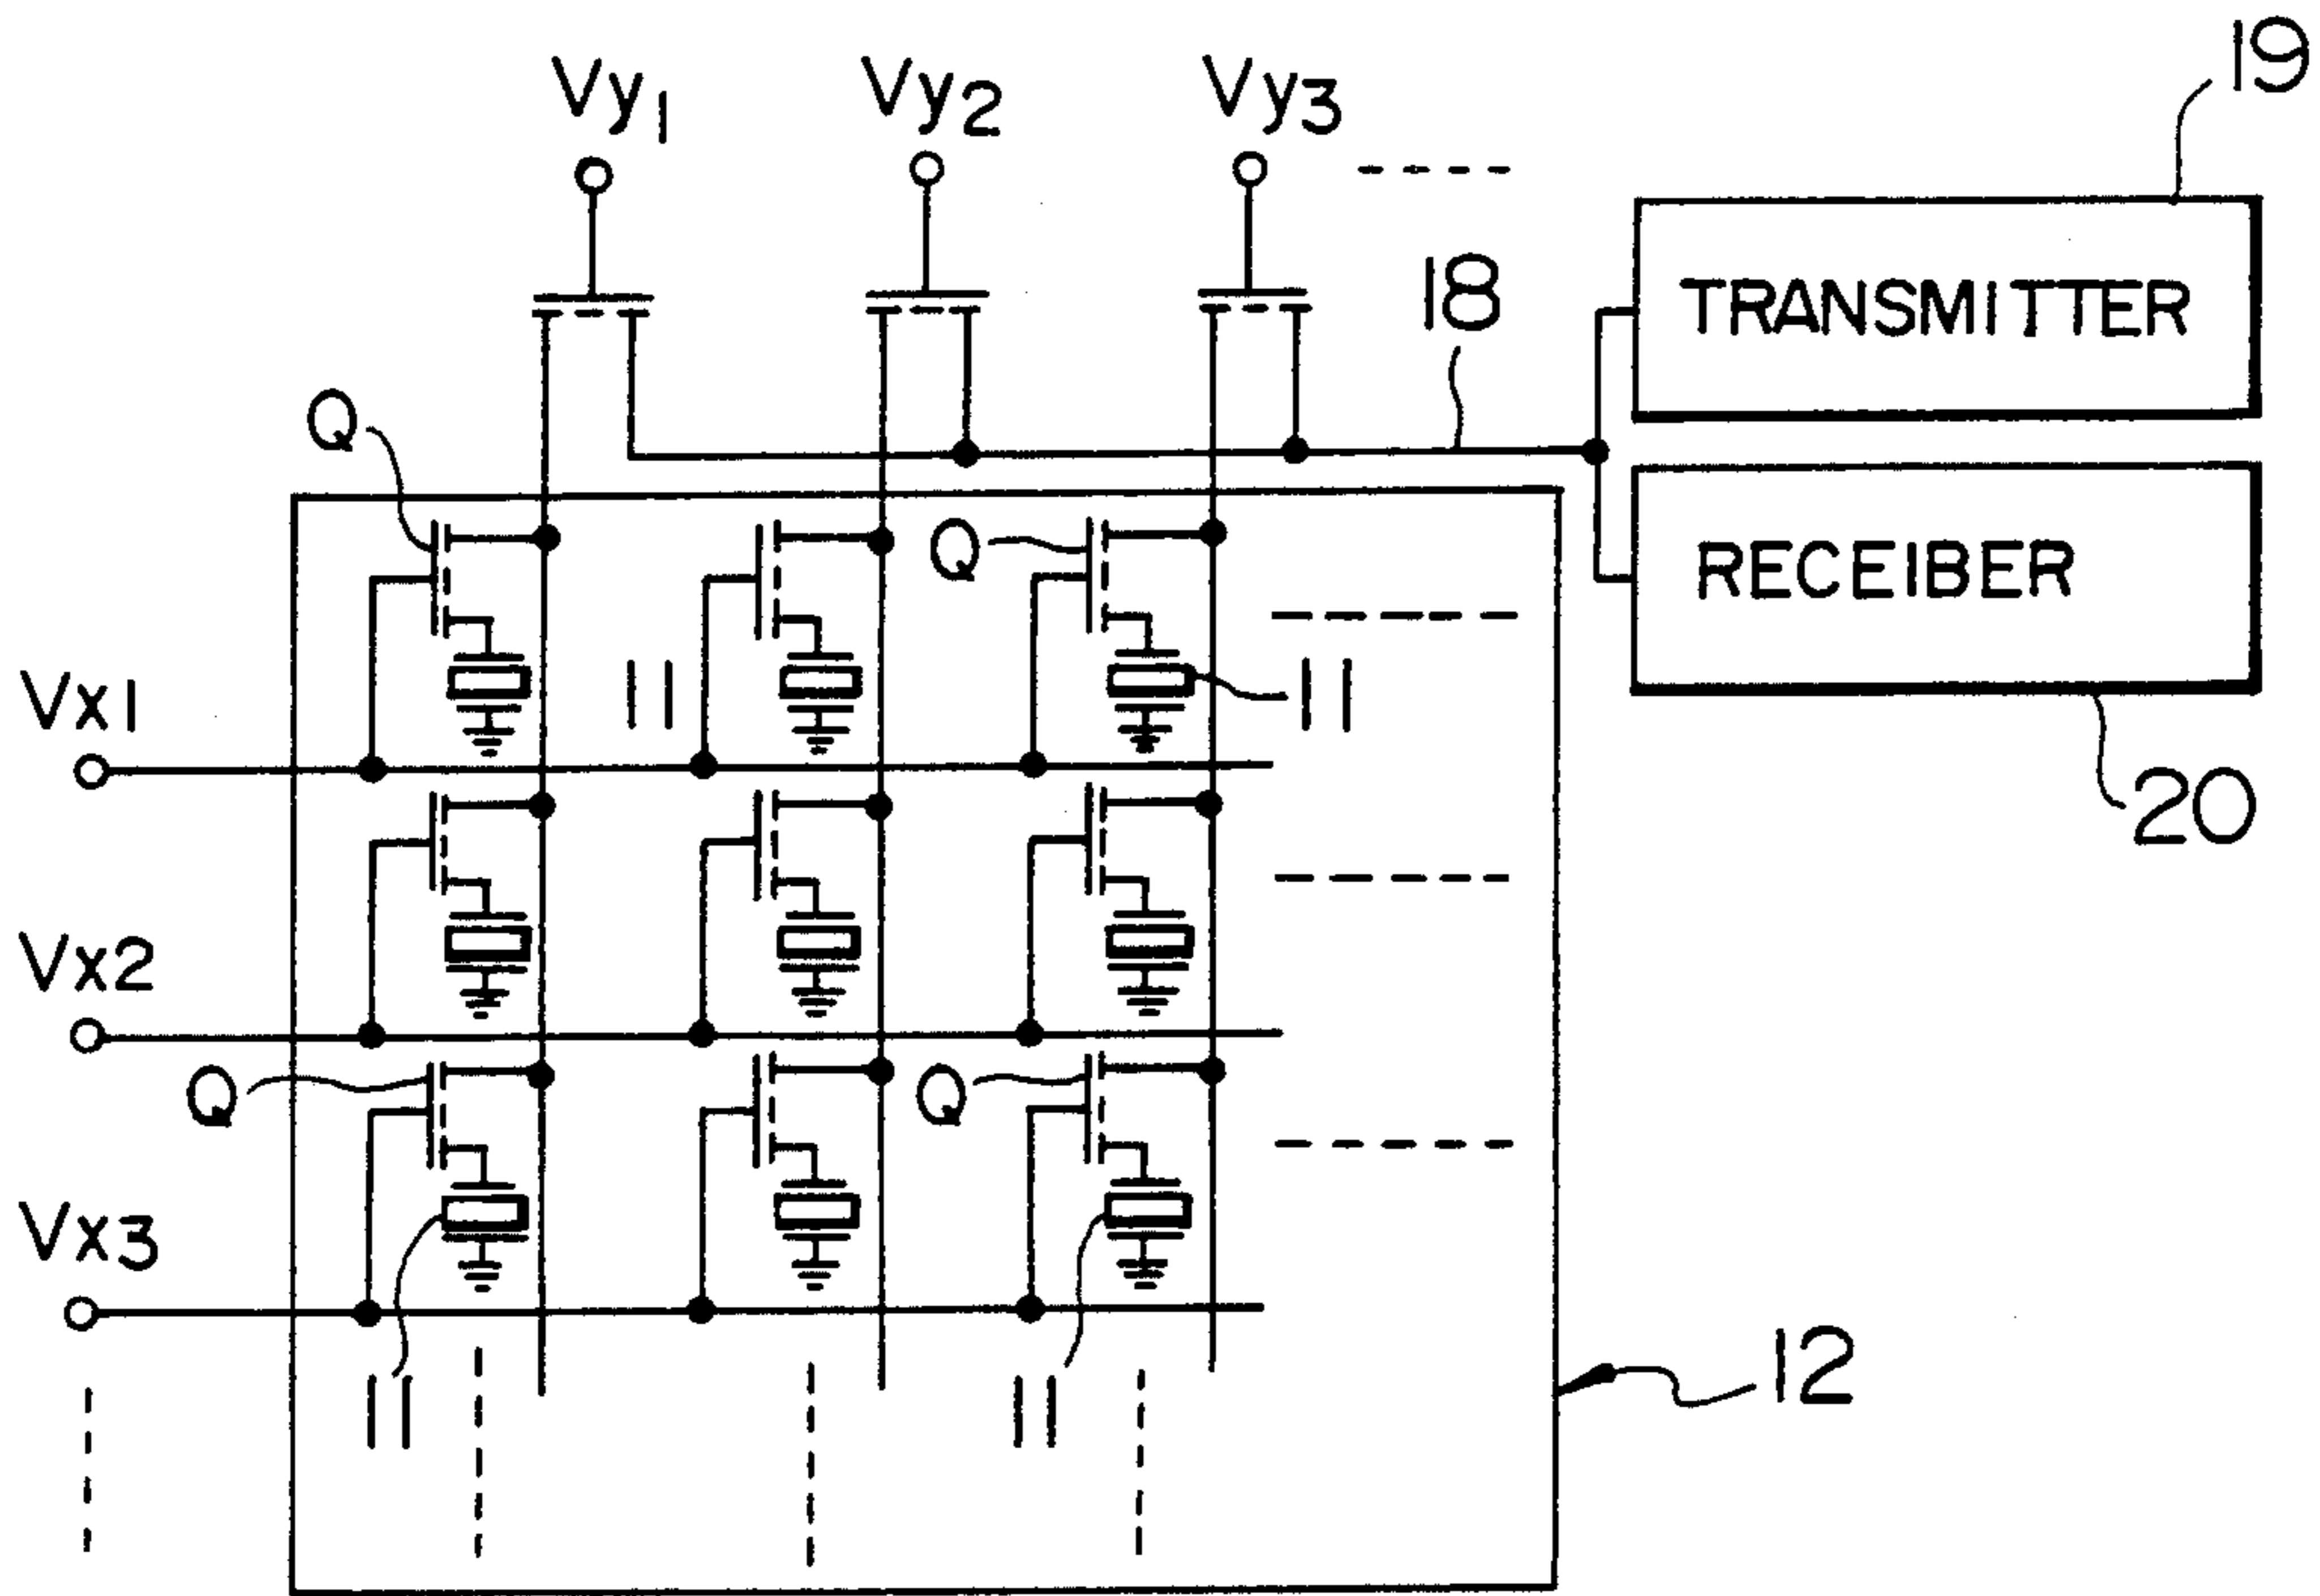 19
Vy1 Vy2 Vy3
18
TRANSMITTER
Q
Q
RECEIBER
11 11
Vx1
20
Vx2
Q Q
Vx3
12
11 11